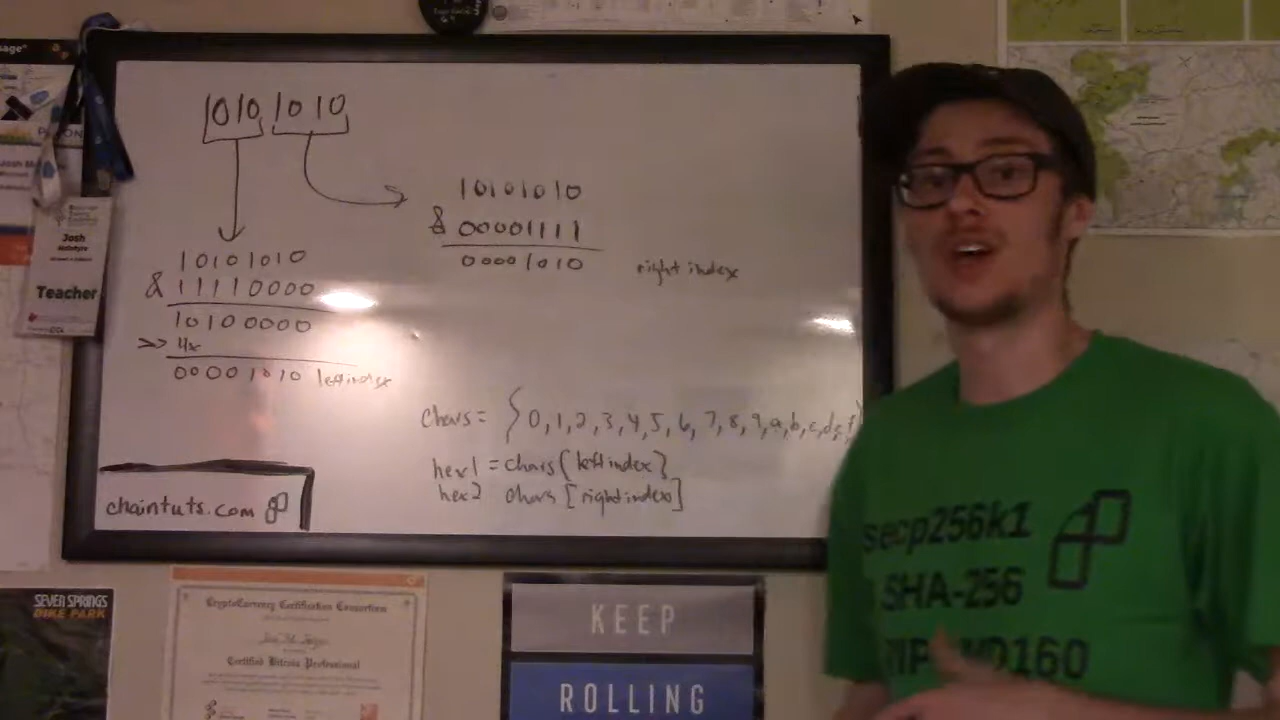 1010 1010
10101010
& 11110000
10100000
>> 4x
00001010 leftindex
10101010
& 00001111
00001010 right index
chars = { 0,1,2,3,4,5,6,7,8,9,a,b,c,d,e,f
hex1 = chars[leftindex]
hex2 chars [rightindex]
chaintuts.com
Josh
Teacher
SEVEN SPRINGS
BIKE PARK
CryptoCurrency Certification Consortium
Certified Bitcoin Professional
KEEP
ROLLING
secp256k1
SHA-256